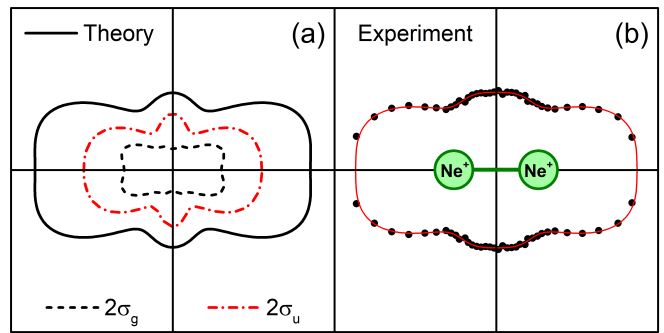 Theory (a)
Experiment (b)
Ne⁺ Ne⁺
2σg 2σu